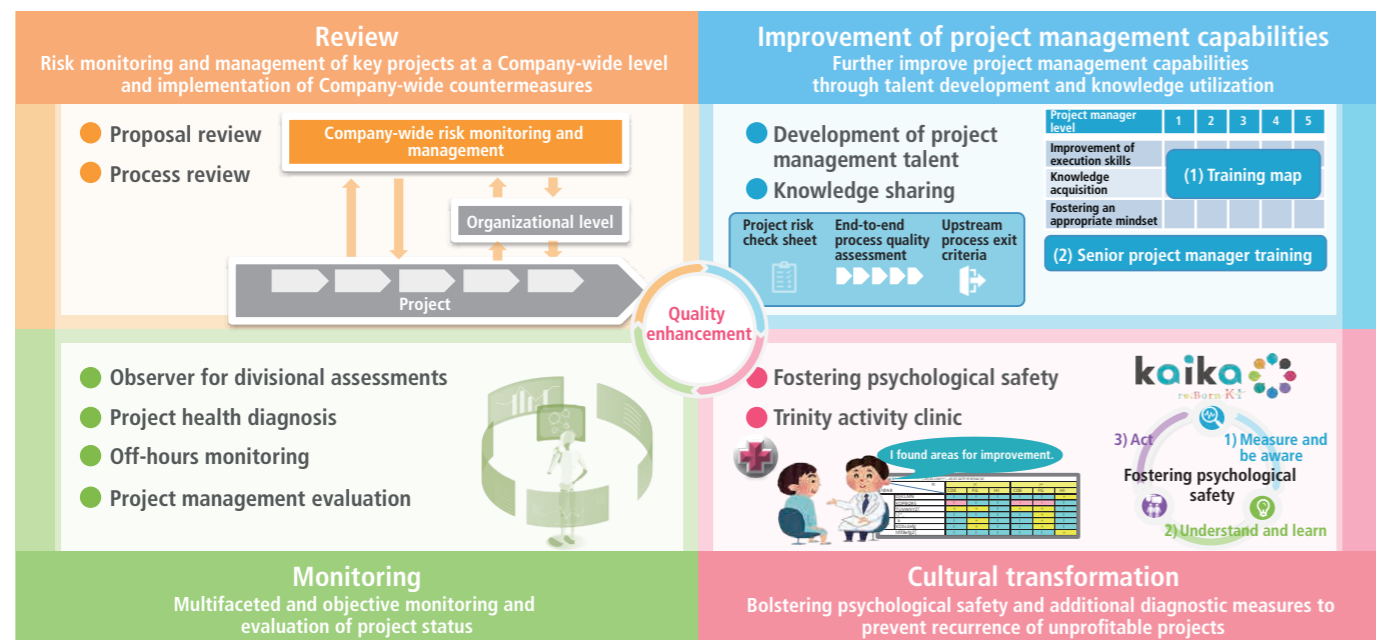 Review
Risk monitoring and management of key projects at a Company-wide level
and implementation of Company-wide countermeasures
Proposal review
Process review
Company-wide risk monitoring and
management
Organizational level
Project
Improvement of project management capabilities
Further improve project management capabilities
through talent development and knowledge utilization
Development of project
management talent
Knowledge sharing
Project risk
check sheet
End-to-end
process quality
assessment
Upstream
process exit
criteria
Project manager
level
1 2 3 4 5
Improvement of
execution skills
Knowledge
acquisition
Fostering an
appropriate mindset
(1) Training map
(2) Senior project manager training
Quality
enhancement
Observer for divisional assessments
Project health diagnosis
Off-hours monitoring
Project management evaluation
Monitoring
Multifaceted and objective monitoring and
evaluation of project status
Fostering psychological safety
Trinity activity clinic
I found areas for improvement.
kaika
re:Born
3) Act
1) Measure and
be aware
Fostering psychological
safety
2) Understand and learn
Cultural transformation
Bolstering psychological safety and additional diagnostic measures to
prevent recurrence of unprofitable projects